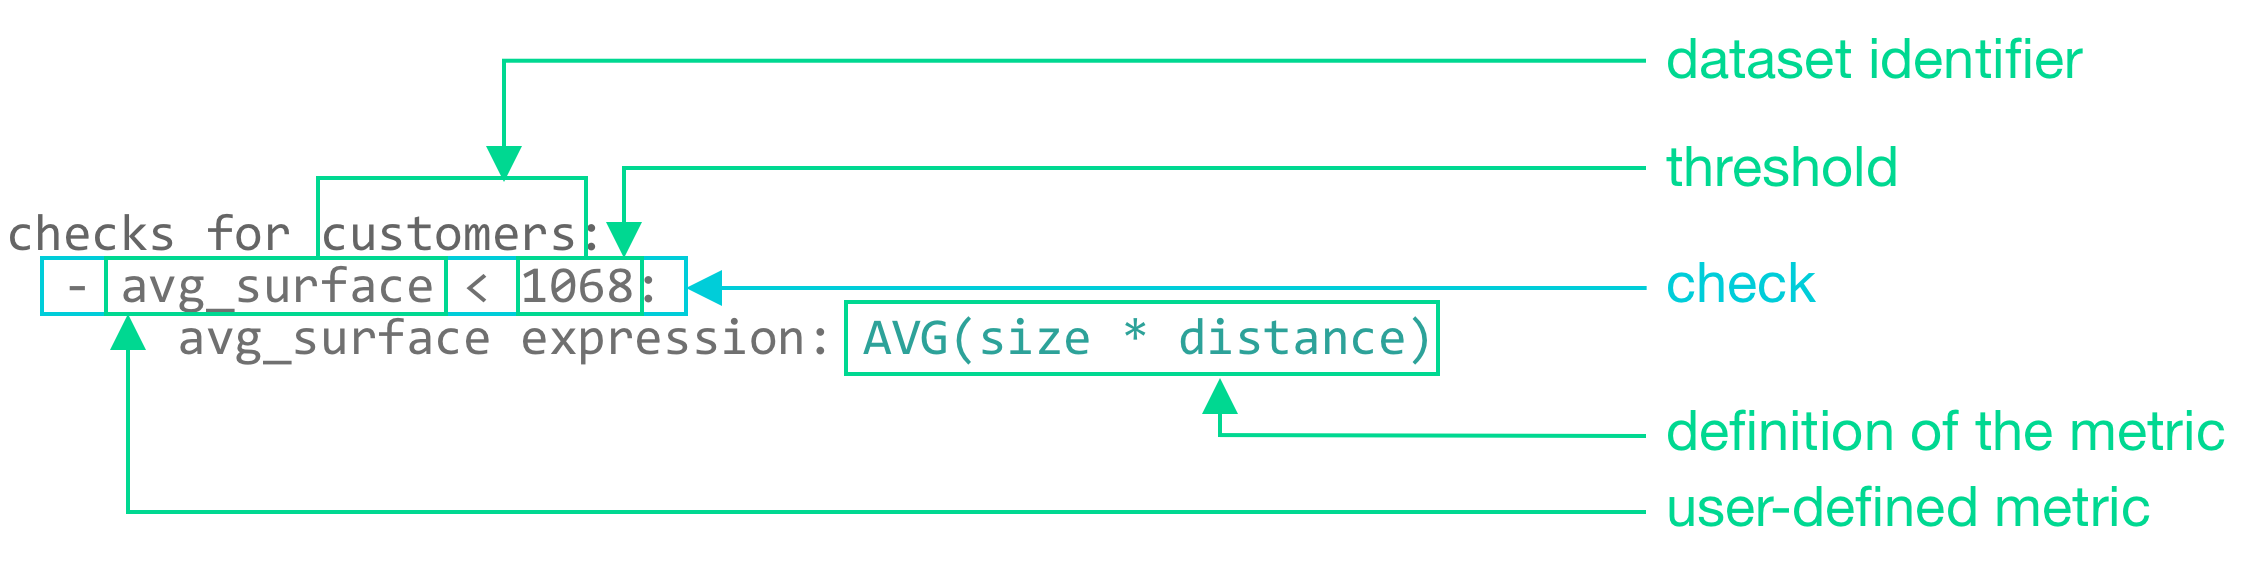 dataset identifier
threshold
checks for customers:
- avg_surface < 1068:
check
avg_surface expression: AVG(size * distance)
definition of the metric
user-defined metric